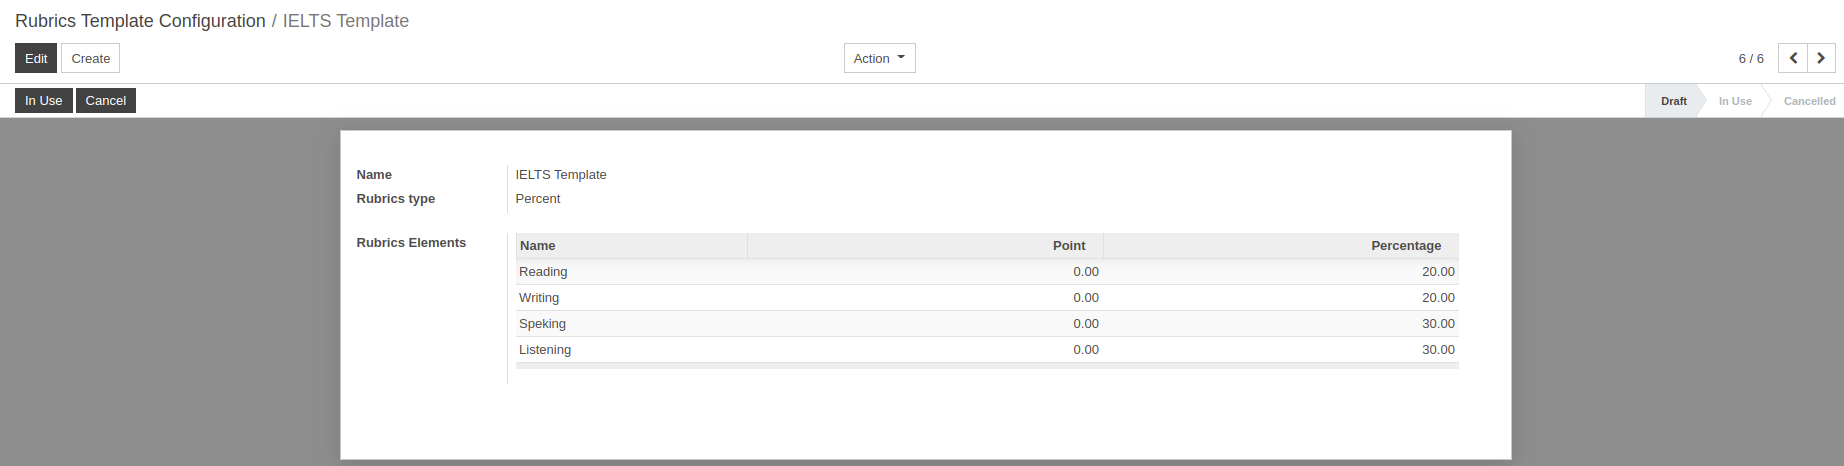 Rubrics Template Configuration / IELTS Template
Edit Create Action 6 / 6
In Use Cancel Draft In Use Cancelled
Name IELTS Template
Rubrics type Percent
Rubrics Elements Name Point Percentage
Reading 0.00 20.00
Writing 0.00 20.00
Speking 0.00 30.00
Listening 0.00 30.00